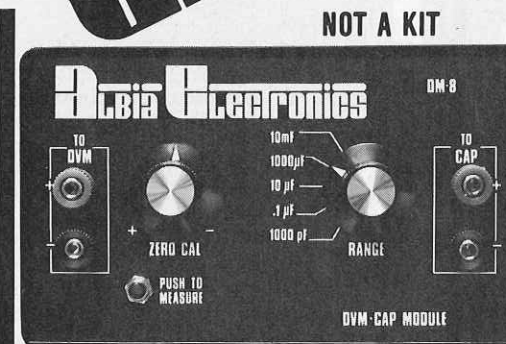 NOT A KIT
ALBIA ELECTRONICS
DM-8
TO
DVM
+
−
+
−
ZERO CAL
PUSH TO
MEASURE
10mF
1000µF
10 µF
.1 µF
1000 pf
RANGE
TO
CAP
+
−
DVM-CAP MODULE